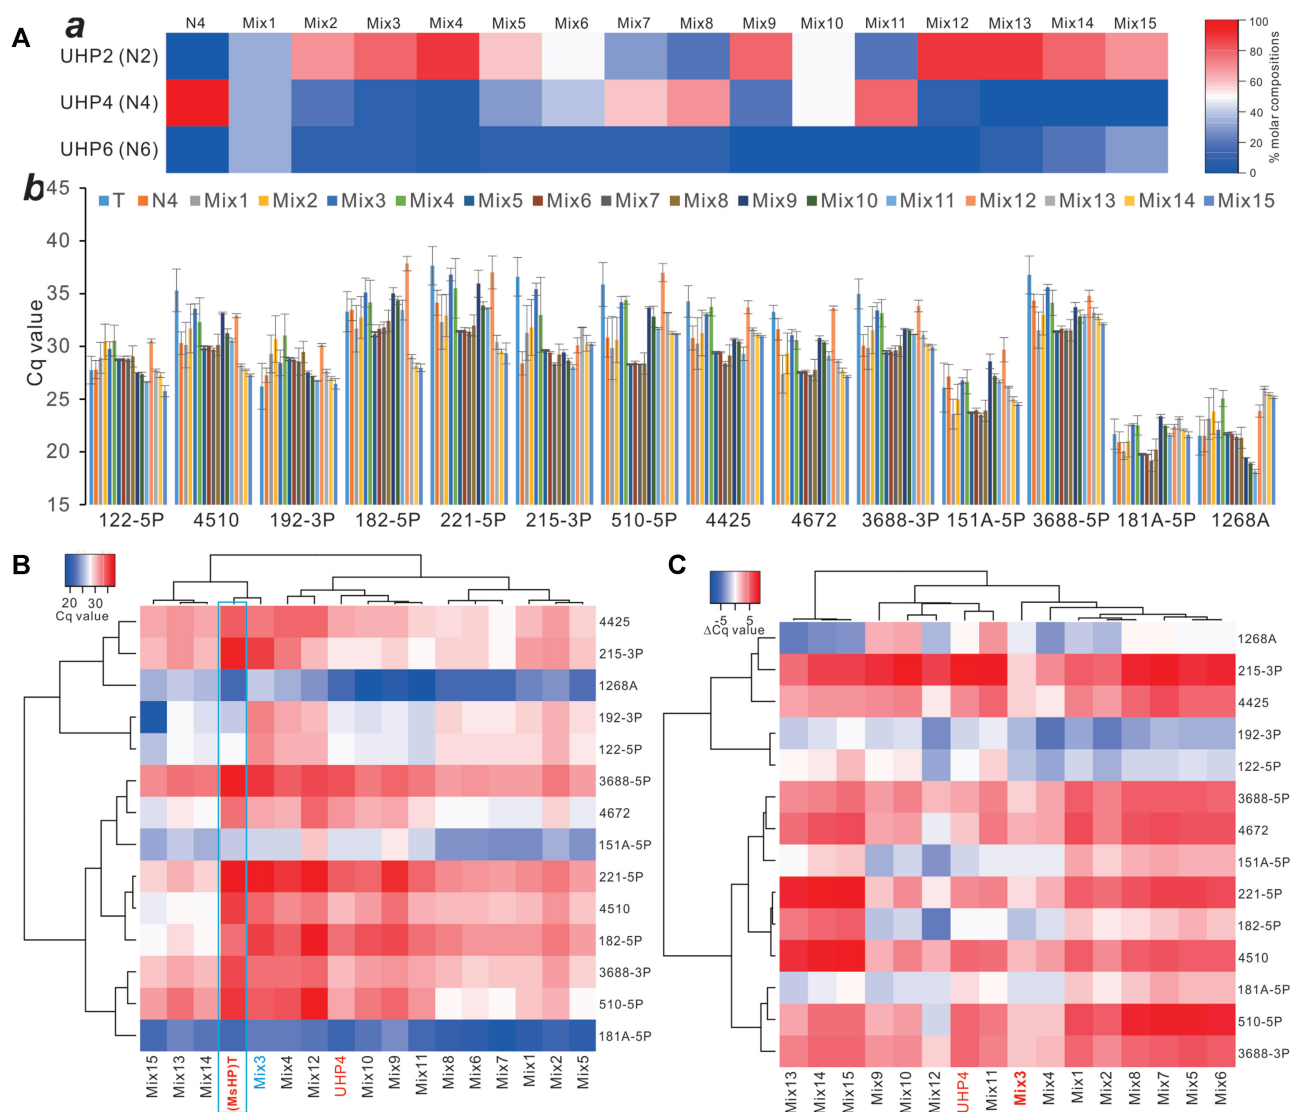 A
a
N4 Mix1 Mix2 Mix3 Mix4 Mix5 Mix6 Mix7 Mix8 Mix9 Mix10 Mix11 Mix12 Mix13 Mix14 Mix15
UHP2 (N2)
UHP4 (N4)
UHP6 (N6)
100
80
60
40
20
0
% molar compositions
b
T N4 Mix1 Mix2 Mix3 Mix4 Mix5 Mix6 Mix7 Mix8 Mix9 Mix10 Mix11 Mix12 Mix13 Mix14 Mix15
45
40
35
30
25
20
15
Cq value
122-5P 4510 192-3P 182-5P 221-5P 215-3P 510-5P 4425 4672 3688-3P 151A-5P 3688-5P 181A-5P 1268A
B
20 30
Cq value
4425
215-3P
1268A
192-3P
122-5P
3688-5P
4672
151A-5P
221-5P
4510
182-5P
3688-3P
510-5P
181A-5P
Mix15 Mix13 Mix14 (MsHP)T Mix3 Mix4 Mix12 UHP4 Mix10 Mix9 Mix11 Mix8 Mix6 Mix7 Mix1 Mix2 Mix5
C
-5 5
ΔCq value
1268A
215-3P
4425
192-3P
122-5P
3688-5P
4672
151A-5P
221-5P
182-5P
4510
181A-5P
510-5P
3688-3P
Mix13 Mix14 Mix15 Mix9 Mix10 Mix12 UHP4 Mix11 Mix3 Mix4 Mix1 Mix2 Mix8 Mix7 Mix5 Mix6